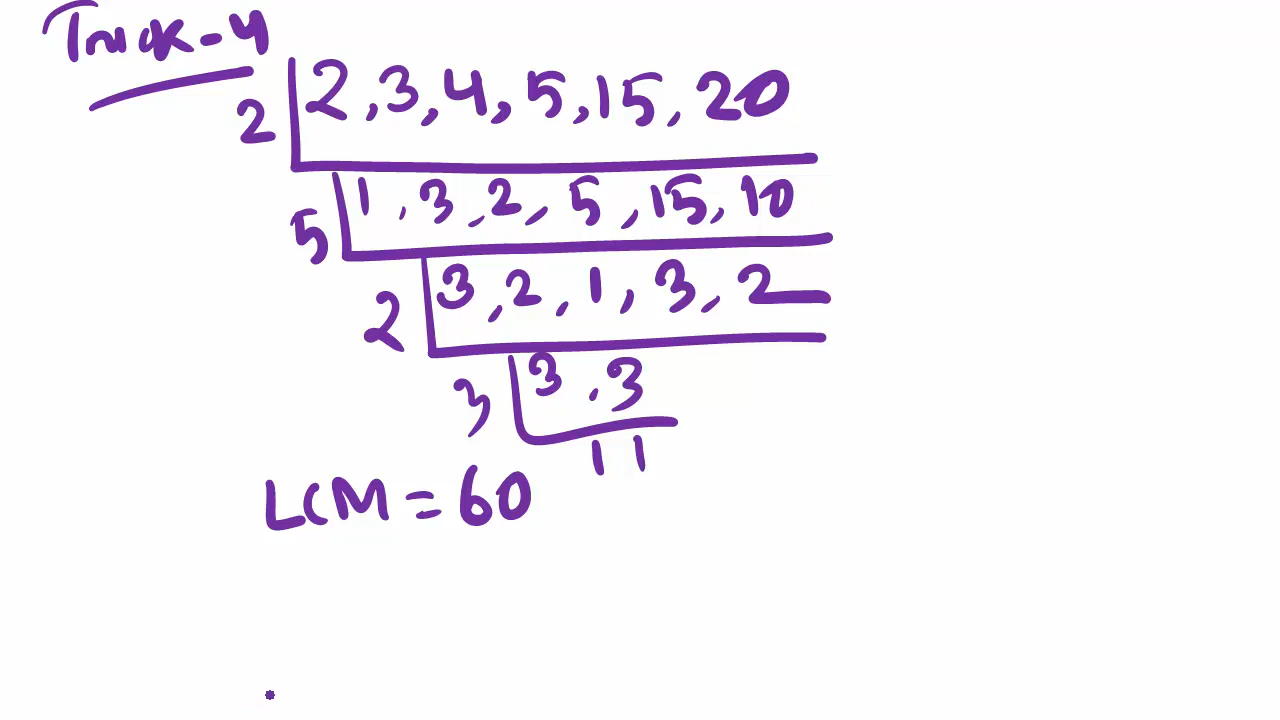 Trick-4
2 | 2, 3, 4, 5, 15, 20
5 | 1, 3, 2, 5, 15, 10
2 | 3, 2, 1, 3, 2
3 | 3, 3
1 1
LCM = 60